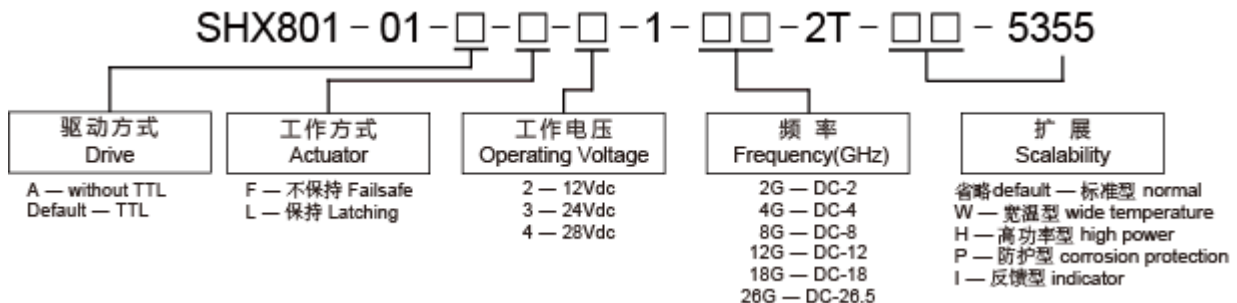 SHX801-01-□-□-□-1-□□-2T-□□-5355
驱动方式
Drive
A — without TTL
Default — TTL
工作方式
Actuator
F — 不保持 Failsafe
L — 保持 Latching
工作电压
Operating Voltage
2 — 12Vdc
3 — 24Vdc
4 — 28Vdc
频 率
Frequency(GHz)
2G — DC-2
4G — DC-4
8G — DC-8
12G — DC-12
18G — DC-18
26G — DC-26.5
扩 展
Scalability
省略default — 标准型 normal
W — 宽温型 wide temperature
H — 高功率型 high power
P — 防护型 corrosion protection
I — 反馈型 indicator